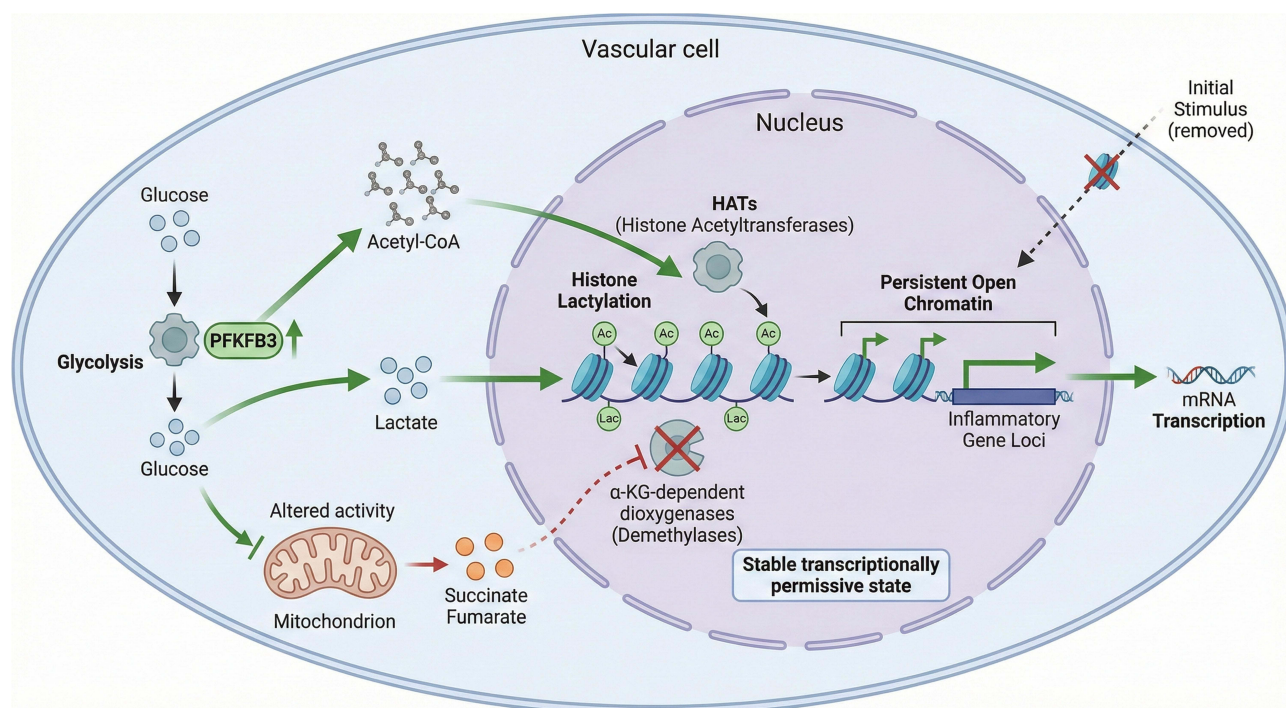 Vascular cell
Nucleus
Initial
Stimulus
(removed)
Glucose
Acetyl-CoA
HATs
(Histone Acetyltransferases)
Histone
Lactylation
Persistent Open
Chromatin
Ac
Ac
Ac
Ac
PFKFB3
Glycolysis
Lactate
Lac
Lac
Inflammatory
Gene Loci
mRNA
Transcription
Glucose
α-KG-dependent
dioxygenases
(Demethylases)
Altered activity
Mitochondrion
Succinate
Fumarate
Stable transcriptionally
permissive state